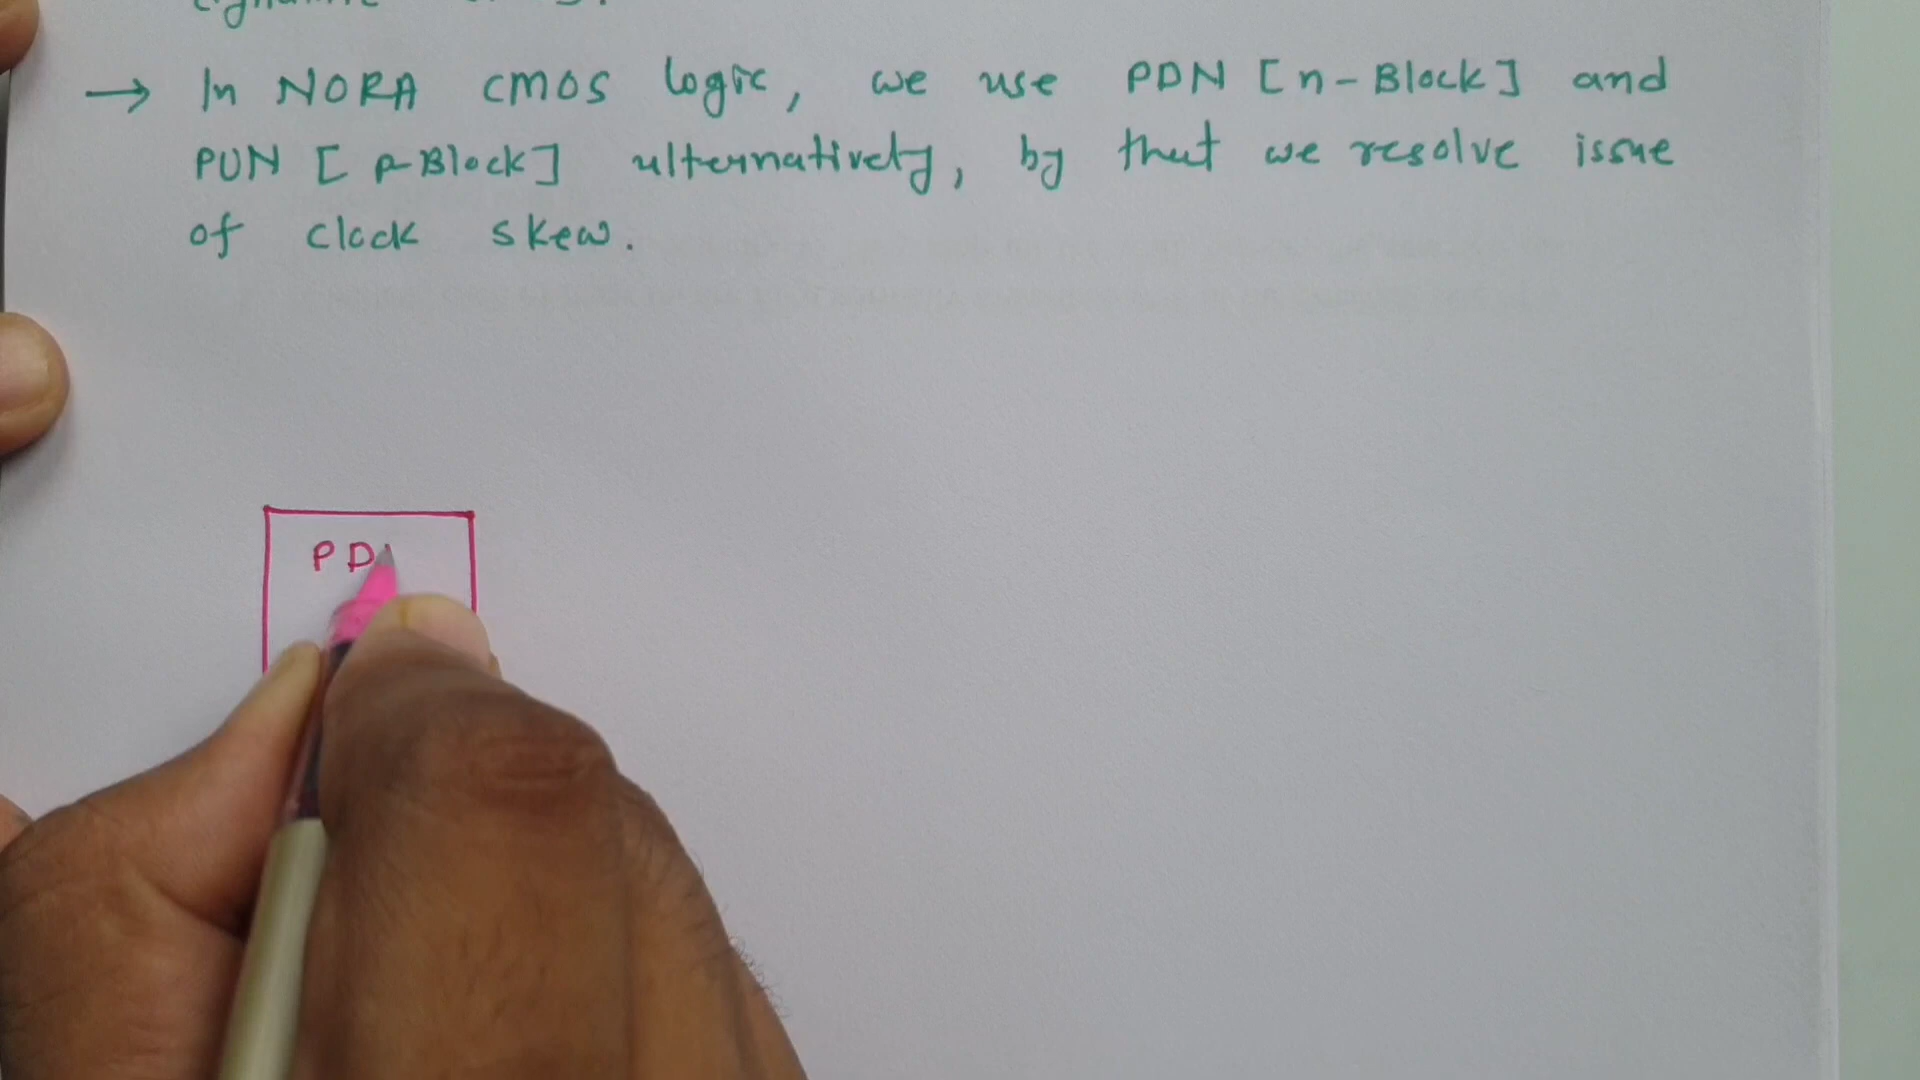 → In NORA CMOS logic, we use PDN [n-Block] and
PUN [p-Block] alternatively, by that we resolve issue
of clock skew.
PD